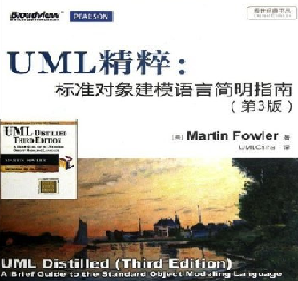 Broadview
PEARSON
UML精粹：
标准对象建模语言简明指南
（第3版）
[美] Martin Fowler 著
UMLChina 译
UML DISTILLED
THIRD EDITION
UML Distilled (Third Edition)
A Brief Guide to the Standard Object Modeling Language